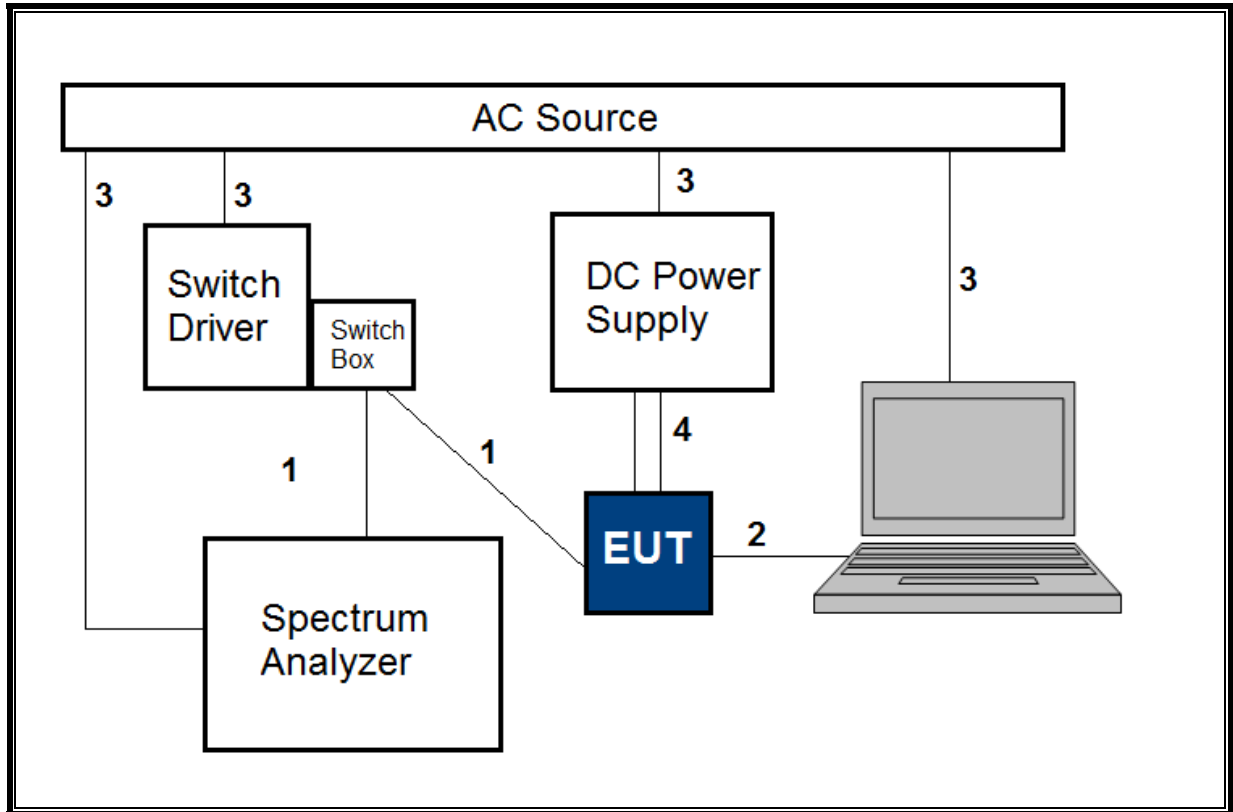 AC Source
3
3
3
3
Switch
Driver
Switch
Box
DC Power
Supply
1
1
4
EUT
2
Spectrum
Analyzer